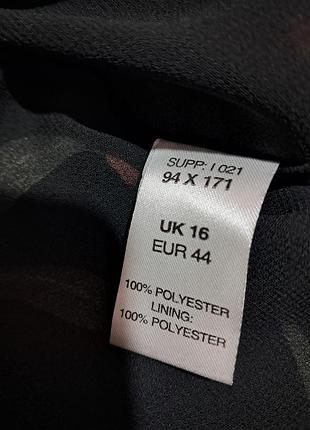 SUPP: I 021
94 X 171
UK 16
EUR 44
100% POLYESTER
LINING:
100% POLYESTER